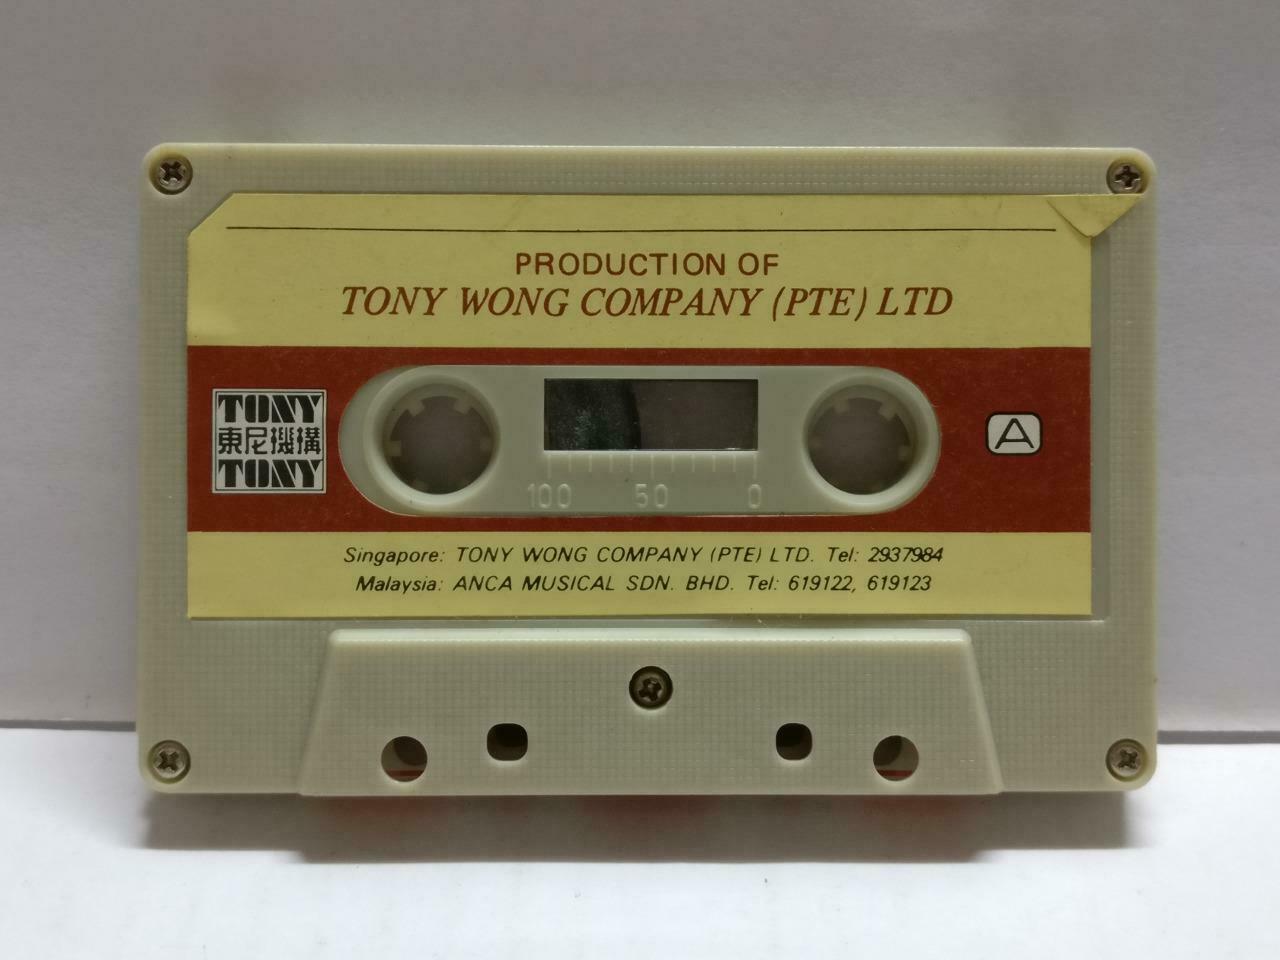 PRODUCTION OF
TONY WONG COMPANY (PTE) LTD
TONY
東尼機構
TONY
A
100 50 0
Singapore: TONY WONG COMPANY (PTE) LTD. Tel: 2937984
Malaysia: ANCA MUSICAL SDN. BHD. Tel: 619122, 619123